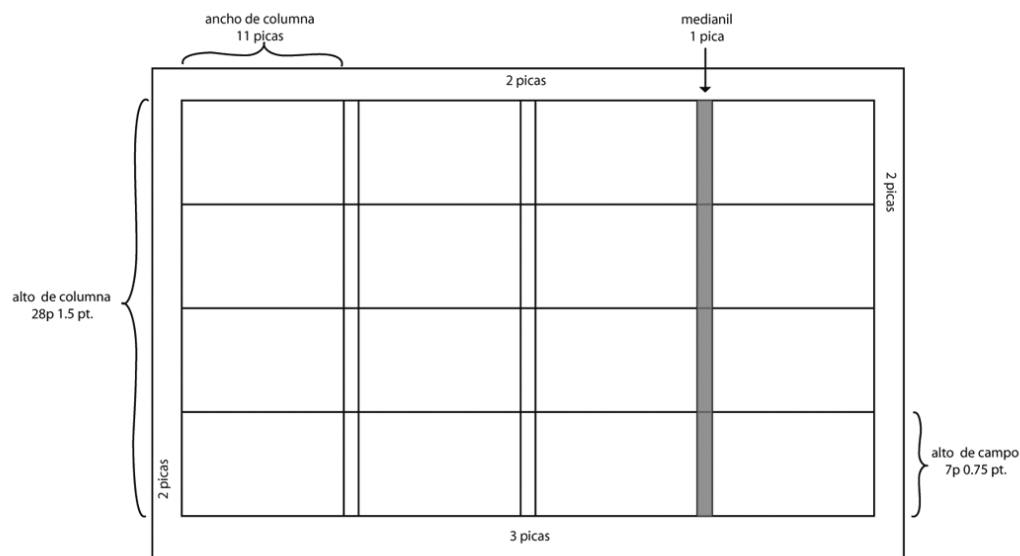 ancho de columna
11 picas
medianil
1 pica
2 picas
2 picas
alto de columna
28p 1.5 pt.
2 picas
alto de campo
7p 0.75 pt.
3 picas